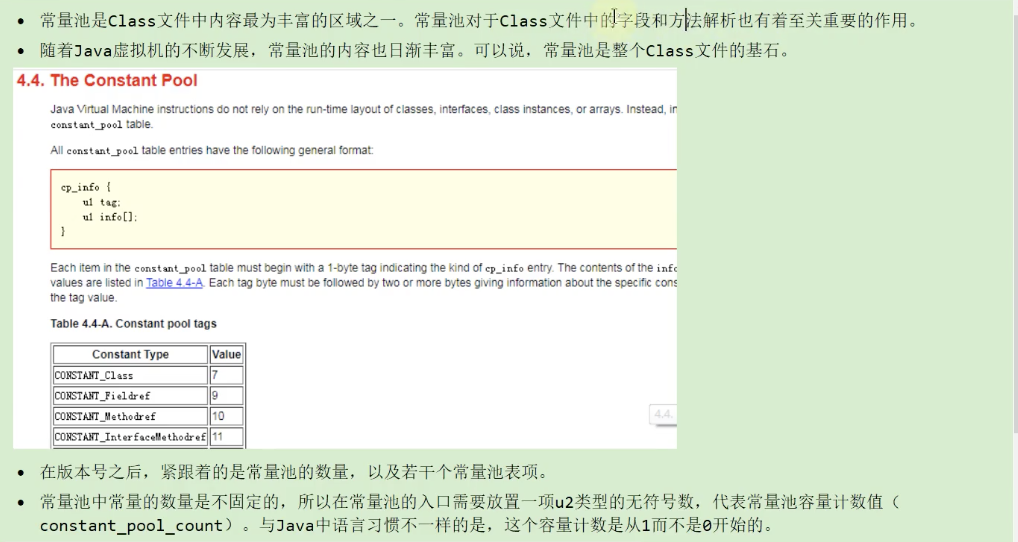 常量池是Class文件中内容最为丰富的区域之一。常量池对于Class文件中的字段和方法解析也有着至关重要的作用。
随着Java虚拟机的不断发展，常量池的内容也日渐丰富。可以说，常量池是整个Class文件的基石。
4.4. The Constant Pool
Java Virtual Machine instructions do not rely on the run-time layout of classes, interfaces, class instances, or arrays. Instead, in
constant_pool table.
All constant_pool table entries have the following general format:
cp_info {
u1 tag;
u1 info[];
}
Each item in the constant_pool table must begin with a 1-byte tag indicating the kind of cp_info entry. The contents of the info
values are listed in Table 4.4-A. Each tag byte must be followed by two or more bytes giving information about the specific cons
the tag value.
Table 4.4-A. Constant pool tags
Constant Type Value
CONSTANT_Class 7
CONSTANT_Fieldref 9
CONSTANT_Methodref 10
CONSTANT_InterfaceMethodref 11
4.4.
在版本号之后，紧跟着的是常量池的数量，以及若干个常量池表项。
常量池中常量的数量是不固定的，所以在常量池的入口需要放置一项u2类型的无符号数，代表常量池容量计数值（
constant_pool_count）。与Java中语言习惯不一样的是，这个容量计数是从1而不是0开始的。